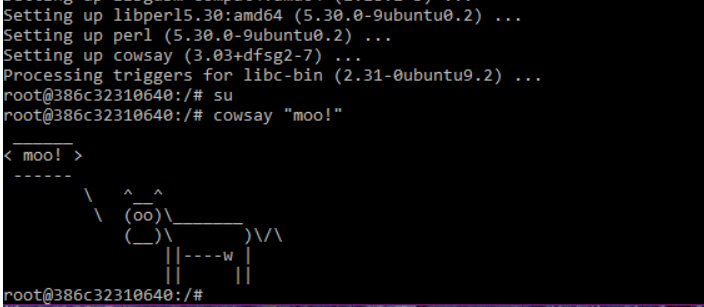 Setting up libperl5.30:amd64 (5.30.0-9ubuntu0.2) ...
Setting up perl (5.30.0-9ubuntu0.2) ...
Setting up cowsay (3.03+dfsg2-7) ...
Processing triggers for libc-bin (2.31-0ubuntu9.2) ...
root@386c32310640:/# su
root@386c32310640:/# cowsay "moo!"
 ______
< moo! >
 ------
        \   ^__^
         \  (oo)\_______
            (__)\       )\/\
                ||----w |
                ||     ||
root@386c32310640:/#